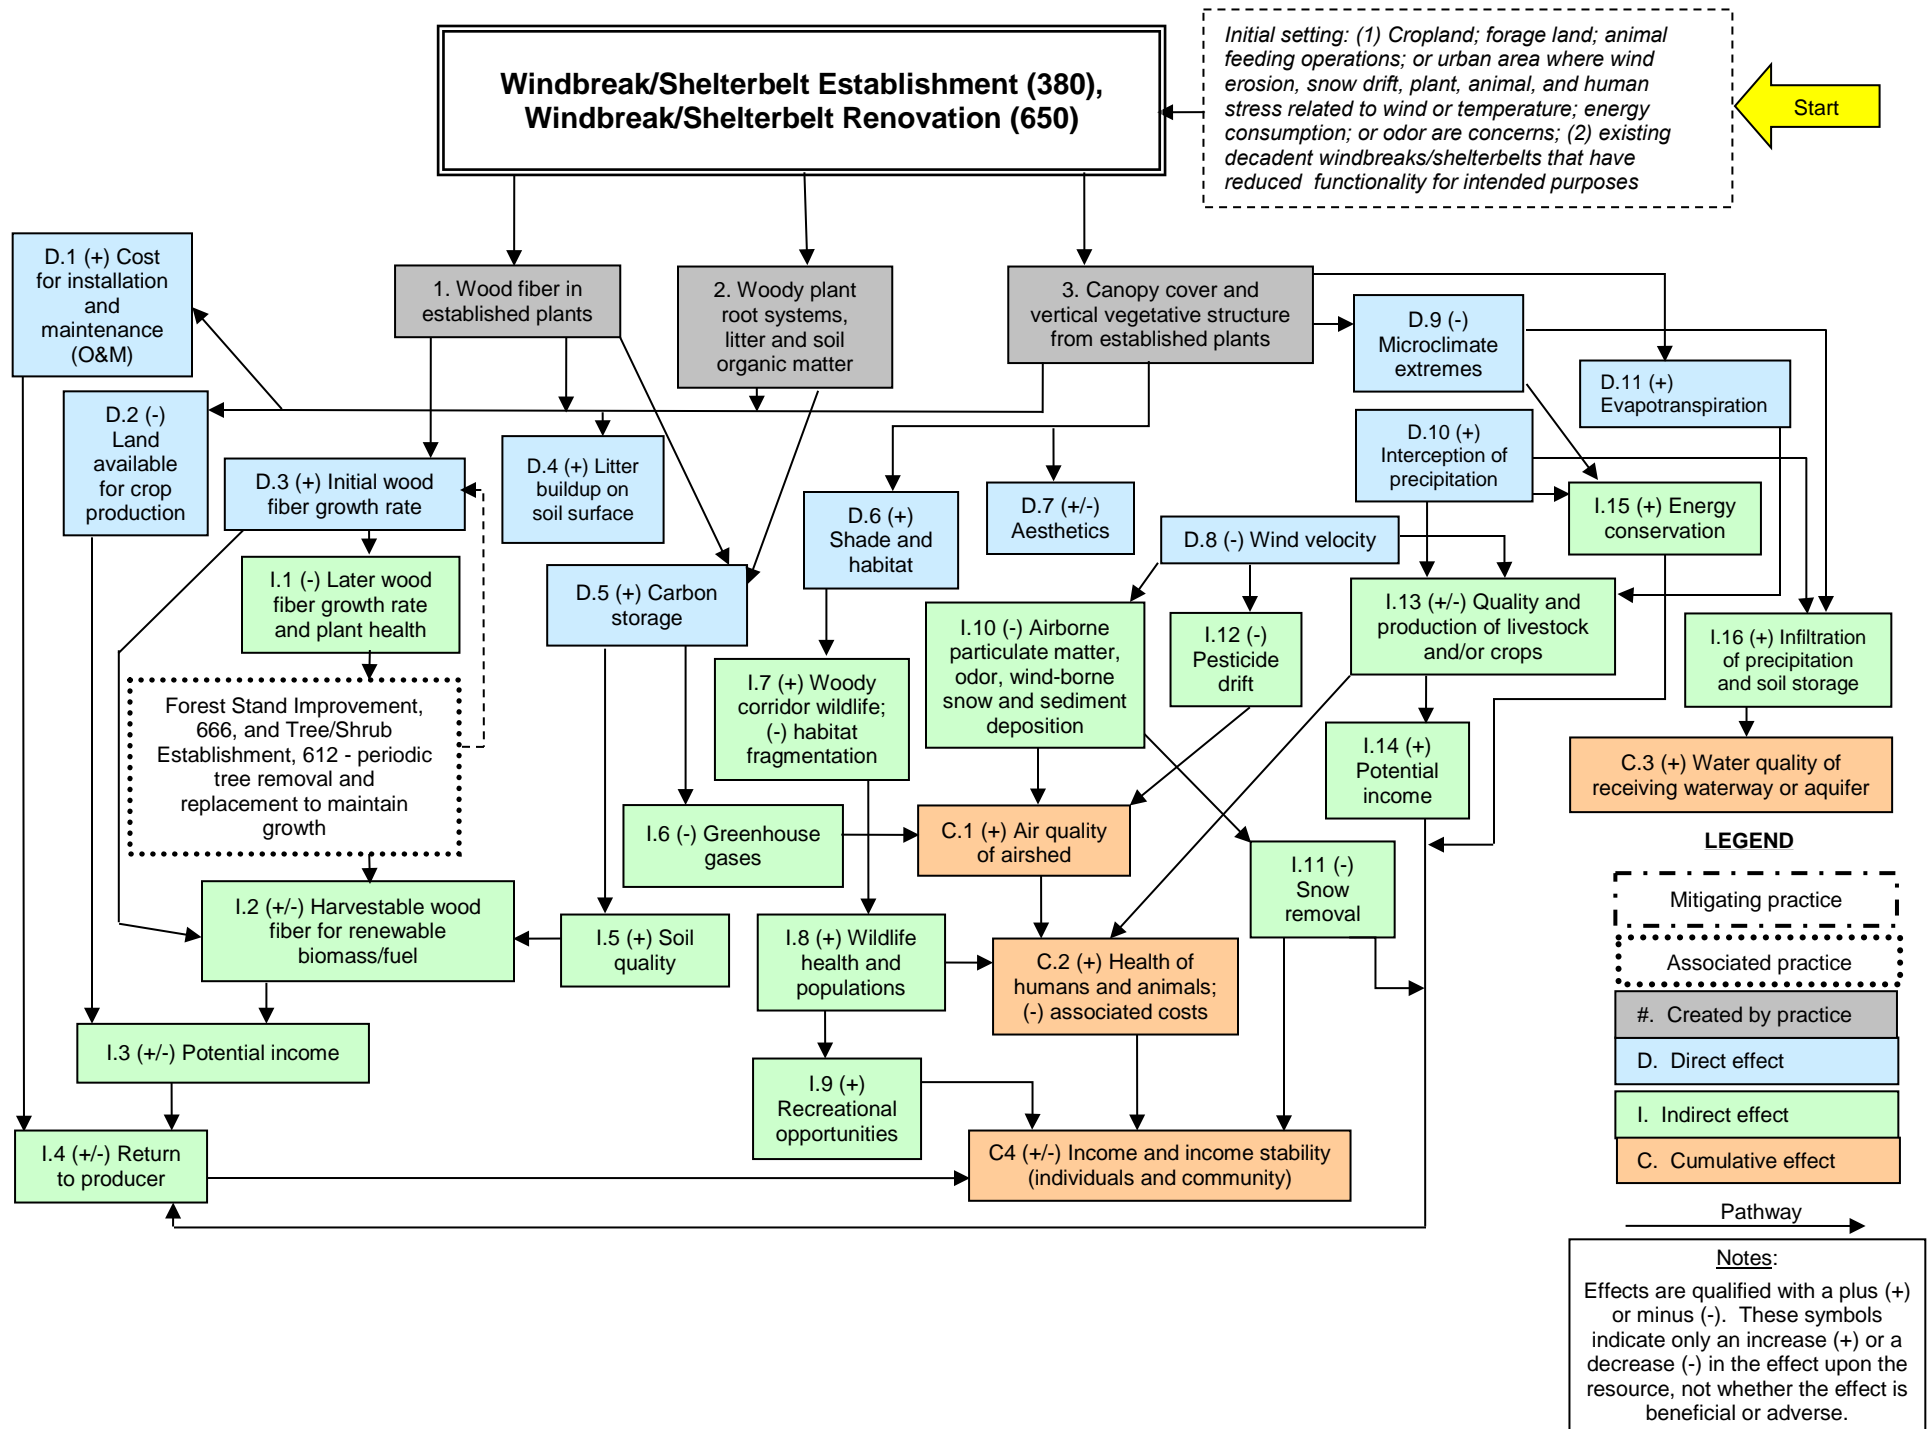 Windbreak/Shelterbelt Establishment (380),
Windbreak/Shelterbelt Renovation (650)
Initial setting: (1) Cropland; forage land; animal
feeding operations; or urban area where wind
erosion, snow drift, plant, animal, and human
stress related to wind or temperature; energy
consumption; or odor are concerns; (2) existing
decadent windbreaks/shelterbelts that have
reduced functionality for intended purposes
Start
D.1 (+) Cost
for installation
and
maintenance
(O&M)
1. Wood fiber in
established plants
2. Woody plant
root systems,
litter and soil
organic matter
3. Canopy cover and
vertical vegetative structure
from established plants
D.9 (-)
Microclimate
extremes
D.11 (+)
Evapotranspiration
D.2 (-)
Land
available
for crop
production
D.3 (+) Initial wood
fiber growth rate
D.4 (+) Litter
buildup on
soil surface
D.6 (+)
Shade and
habitat
D.7 (+/-)
Aesthetics
D.10 (+)
Interception of
precipitation
I.15 (+) Energy
conservation
D.8 (-) Wind velocity
I.1 (-) Later wood
fiber growth rate
and plant health
D.5 (+) Carbon
storage
I.10 (-) Airborne
particulate matter,
odor, wind-borne
snow and sediment
deposition
I.12 (-)
Pesticide
drift
I.13 (+/-) Quality and
production of livestock
and/or crops
I.16 (+) Infiltration
of precipitation
and soil storage
Forest Stand Improvement,
666, and Tree/Shrub
Establishment, 612 - periodic
tree removal and
replacement to maintain
growth
I.7 (+) Woody
corridor wildlife;
(-) habitat
fragmentation
I.14 (+)
Potential
income
C.3 (+) Water quality of
receiving waterway or aquifer
I.6 (-) Greenhouse
gases
C.1 (+) Air quality
of airshed
I.11 (-)
Snow
removal
I.2 (+/-) Harvestable wood
fiber for renewable
biomass/fuel
I.5 (+) Soil
quality
I.8 (+) Wildlife
health and
populations
C.2 (+) Health of
humans and animals;
(-) associated costs
I.3 (+/-) Potential income
I.9 (+)
Recreational
opportunities
I.4 (+/-) Return
to producer
C4 (+/-) Income and income stability
(individuals and community)
LEGEND
Mitigating practice
Associated practice
#. Created by practice
D. Direct effect
I. Indirect effect
C. Cumulative effect
Pathway
Notes:
Effects are qualified with a plus (+)
or minus (-). These symbols
indicate only an increase (+) or a
decrease (-) in the effect upon the
resource, not whether the effect is
beneficial or adverse.